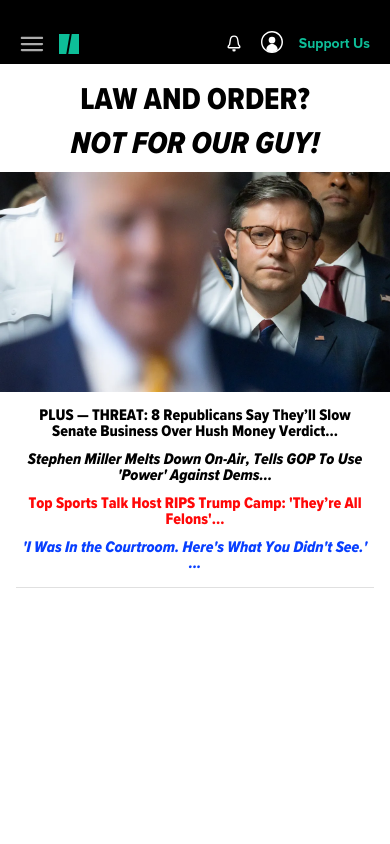 Support Us
LAW AND ORDER?
NOT FOR OUR GUY!
PLUS — THREAT: 8 Republicans Say They’ll Slow
Senate Business Over Hush Money Verdict...
Stephen Miller Melts Down On-Air, Tells GOP To Use
'Power' Against Dems...
Top Sports Talk Host RIPS Trump Camp: 'They’re All
Felons'...
'I Was In the Courtroom. Here's What You Didn't See.'
...